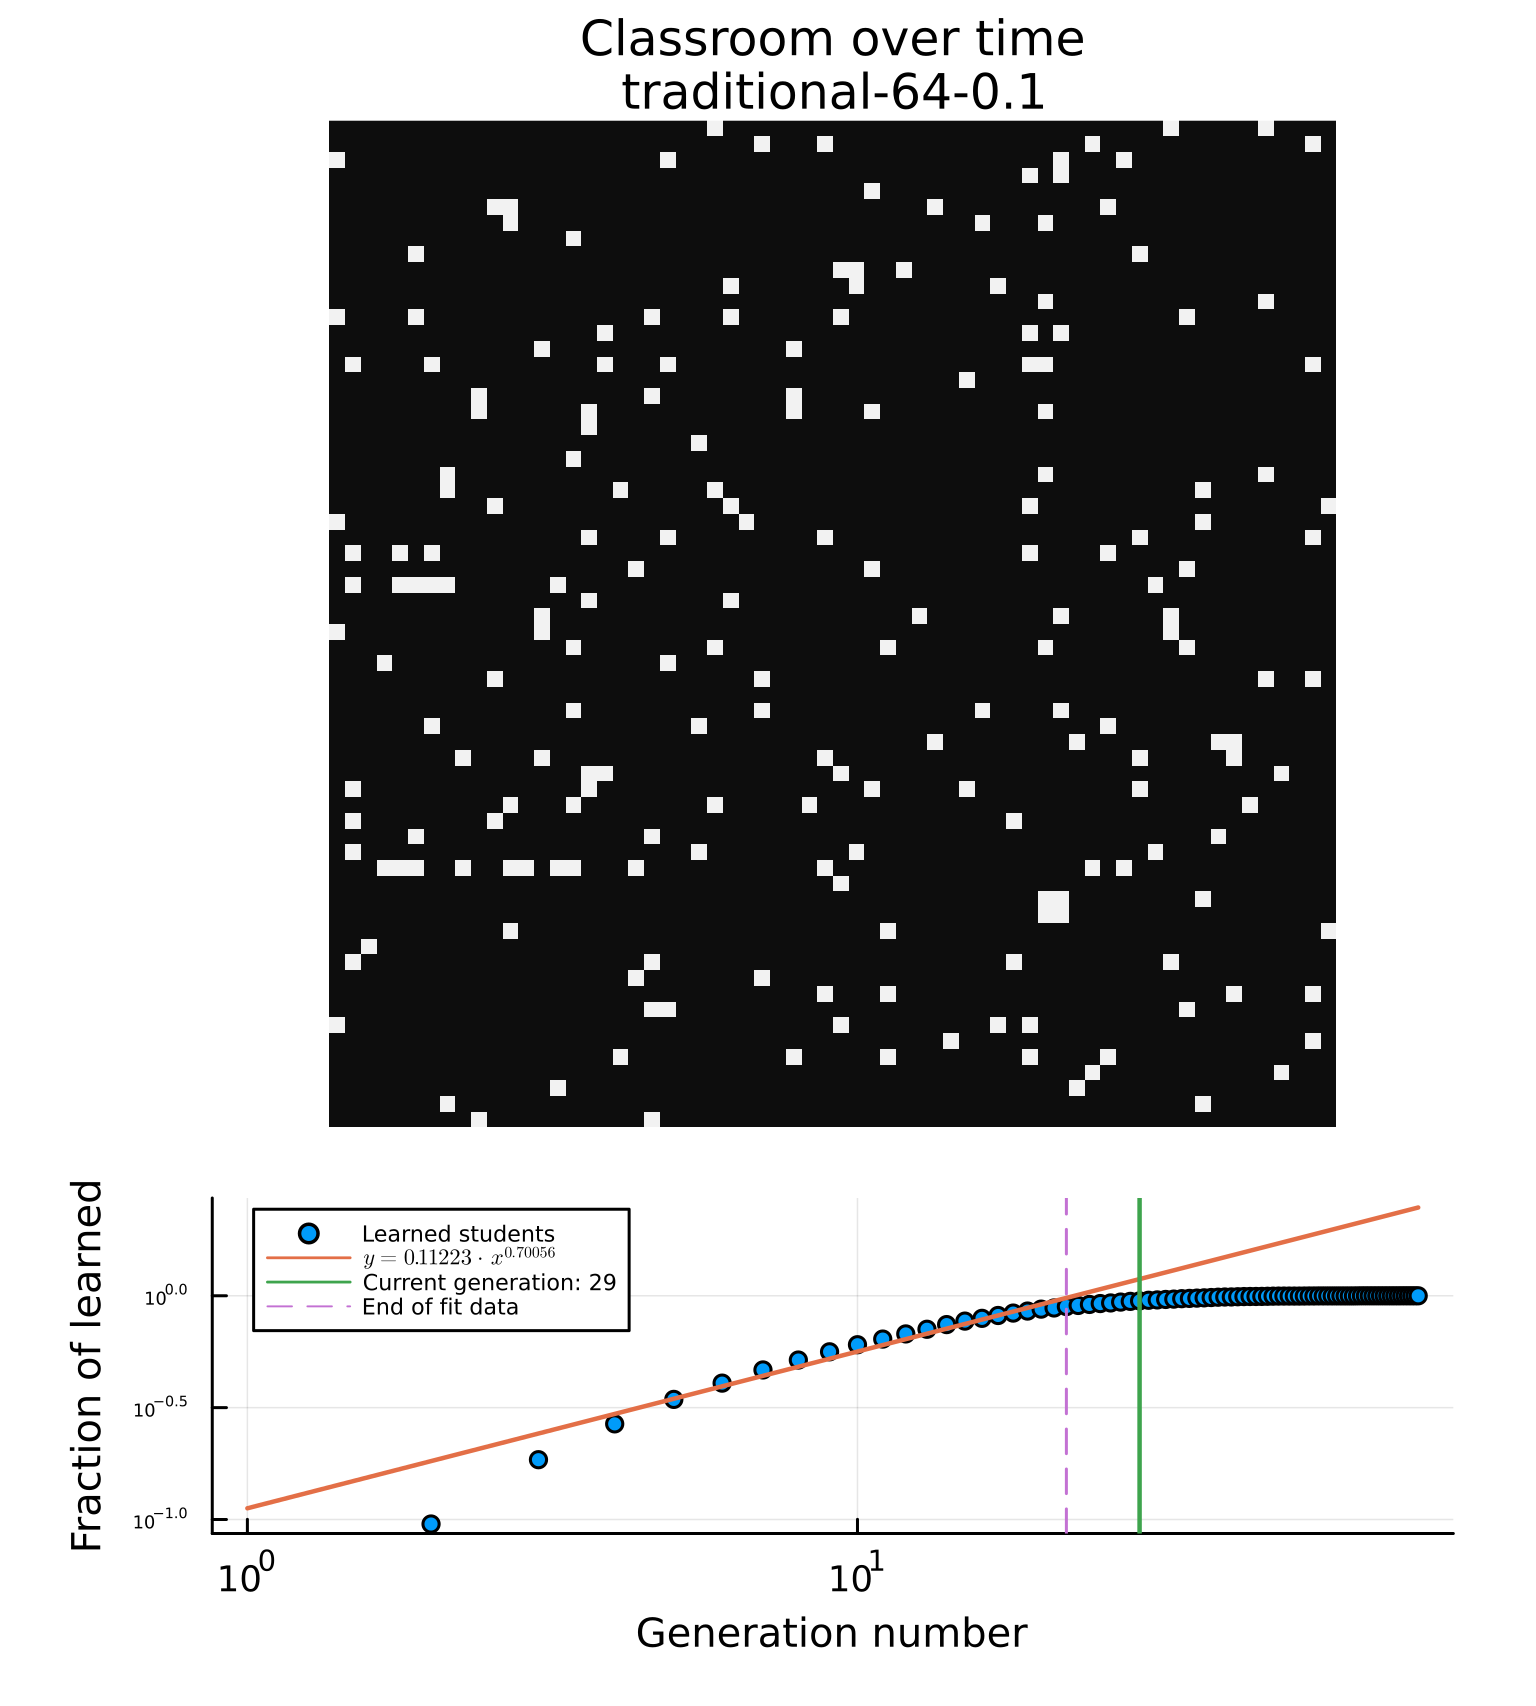 Classroom over time
traditional-64-0.1
Fraction of learned
Learned students
y = 0.11223 · x^0.70056
Current generation: 29
End of fit data
10^0.0
10^−0.5
10^−1.0
10^0
10^1
Generation number